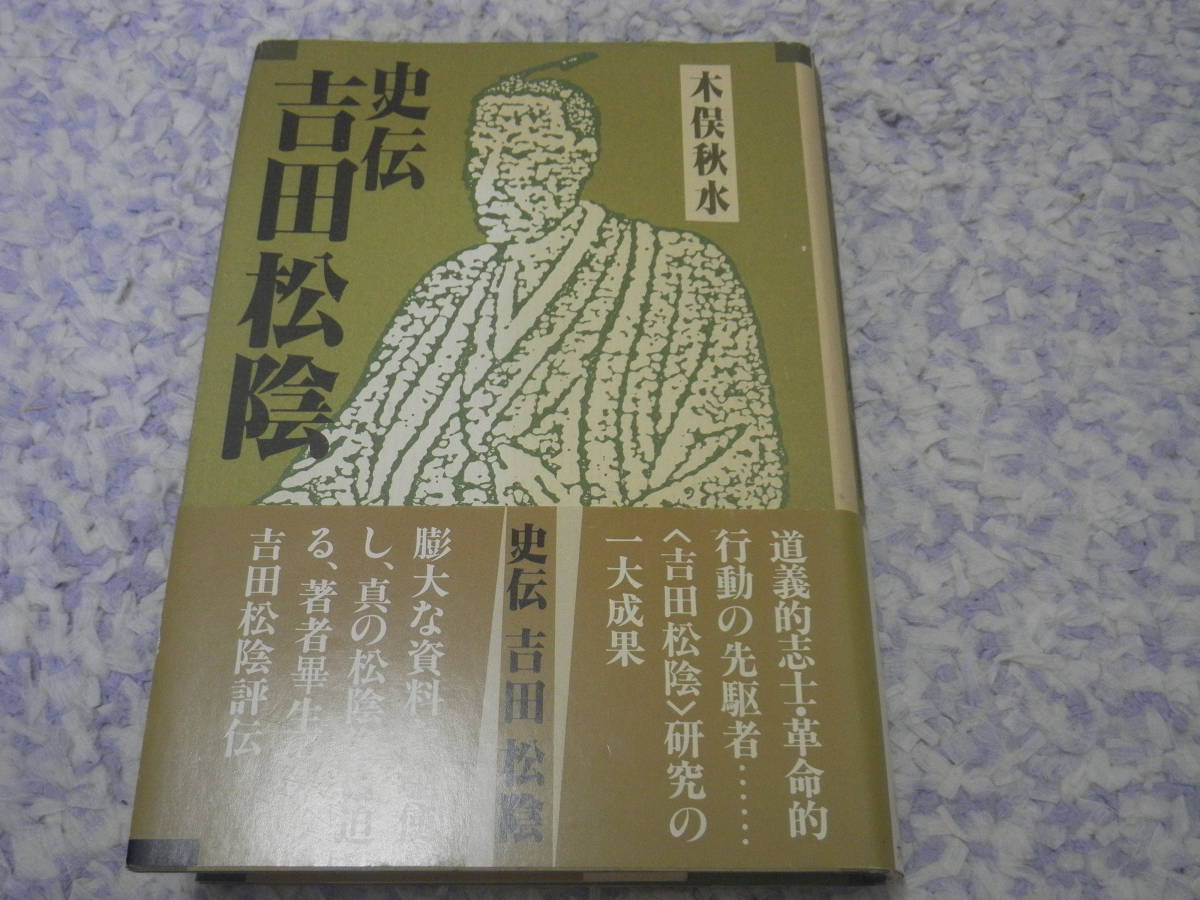 木俣秋水
史伝
吉田松陰
道義的志士・革命的
行動の先駆者……
〈吉田松陰〉研究の
一大成果
史伝 吉田松陰
膨大な資料
し、真の松陰
る、著者畢生
吉田松陰評伝